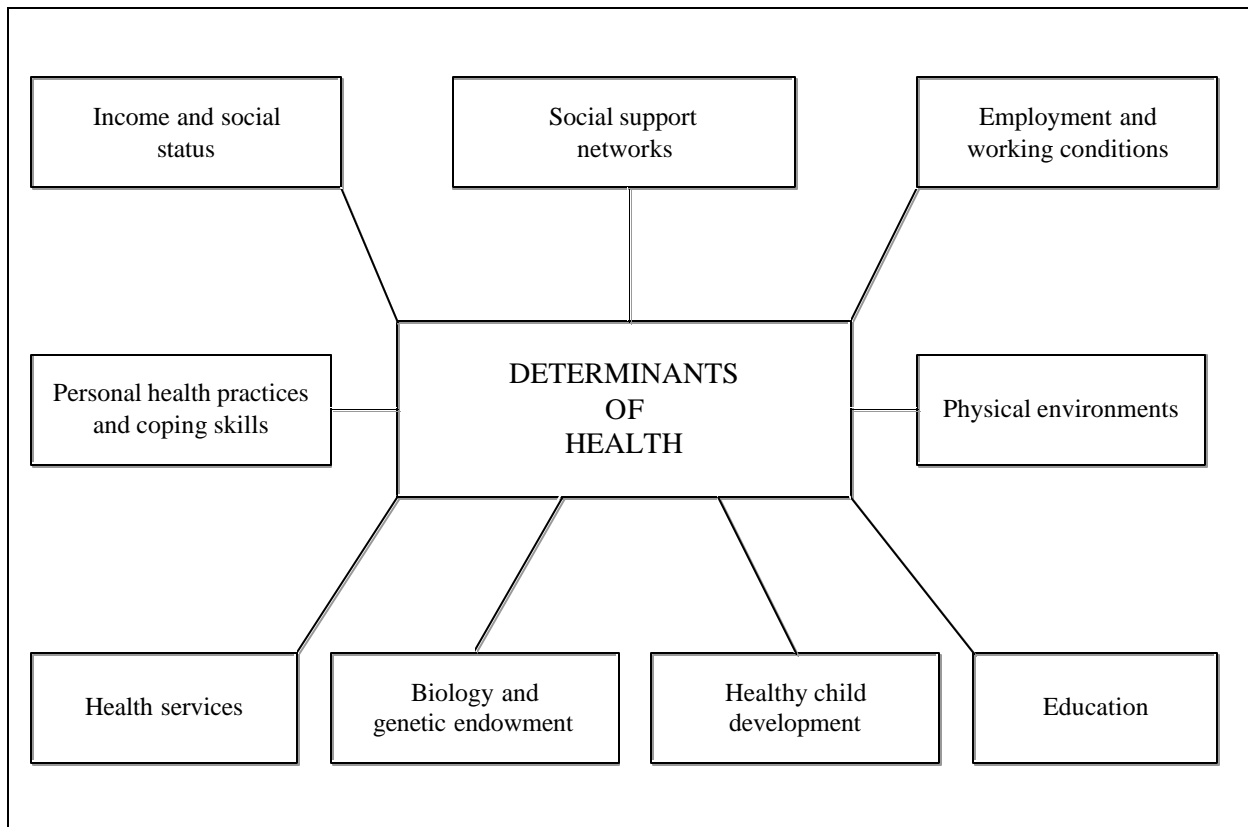 Income and social
status
Social support
networks
Employment and
working conditions
Personal health practices
and coping skills
DETERMINANTS
OF
HEALTH
Physical environments
Health services
Biology and
genetic endowment
Healthy child
development
Education